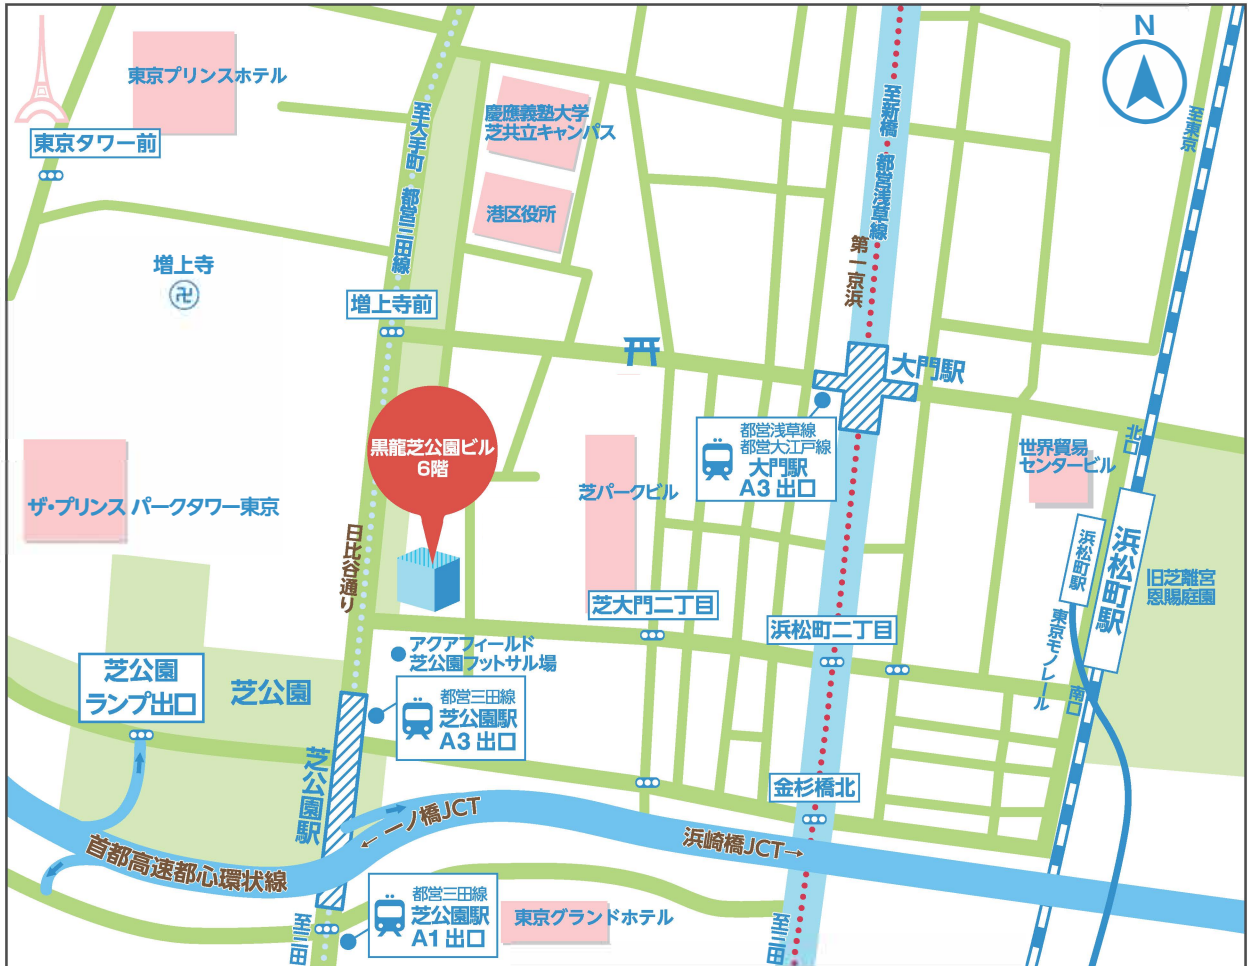 N
東京プリンスホテル
東京タワー前
至大手町 都営三田線
慶應義塾大学
芝共立キャンパス
港区役所
至新橋 都営浅草線
第一京浜
至東京
増上寺
卍
増上寺前
大門駅
都営浅草線
都営大江戸線
大門駅
A3 出口
北口
世界貿易
センタービル
黒龍芝公園ビル
6階
芝パークビル
ザ・プリンス パークタワー東京
日比谷通り
浜松町駅
浜松町駅
旧芝離宮
恩賜庭園
東京モノレール
南口
芝大門二丁目
浜松町二丁目
アクアフィールド
芝公園フットサル場
芝公園
ランプ出口
芝公園
都営三田線
芝公園駅
A3 出口
芝公園駅
金杉橋北
←一ノ橋JCT
浜崎橋JCT→
首都高速都心環状線
都営三田線
芝公園駅
A1 出口
東京グランドホテル
至三田
至三田